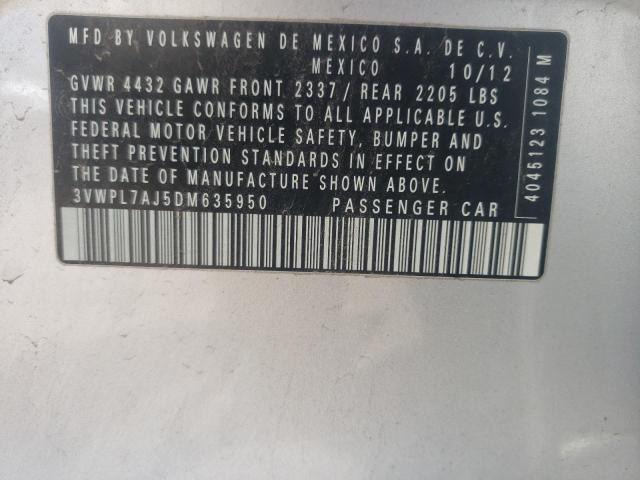 MFD BY VOLKSWAGEN DE MEXICO S.A. DE C.V.
MEXICO 10/12
GVWR 4432 GAWR FRONT 2337/ REAR 2205 LBS
THIS VEHICLE CONFORMS TO ALL APPLICABLE U.S.
FEDERAL MOTOR VEHICLE SAFETY, BUMPER AND
THEFT PREVENTION STANDARDS IN EFFECT ON
THE DATE OF MANUFACTURE SHOWN ABOVE.
3VWPL7AJ5DM635950 PASSENGER CAR
4045123 1084 M